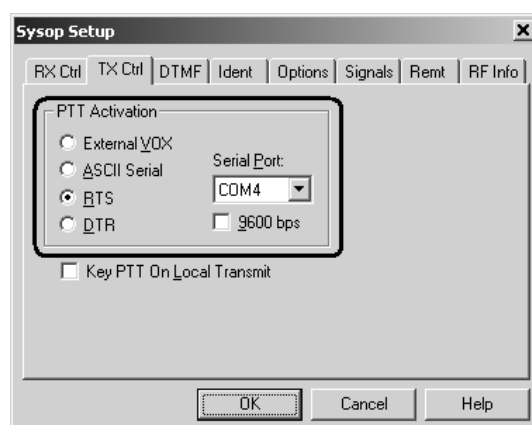 Sysop Setup
RX Ctrl TX Ctrl DTMF Ident Options Signals Remt RF Info
PTT Activation
External VOX
ASCII Serial
RTS
DTR
Serial Port:
COM4
9600 bps
Key PTT On Local Transmit
OK Cancel Help